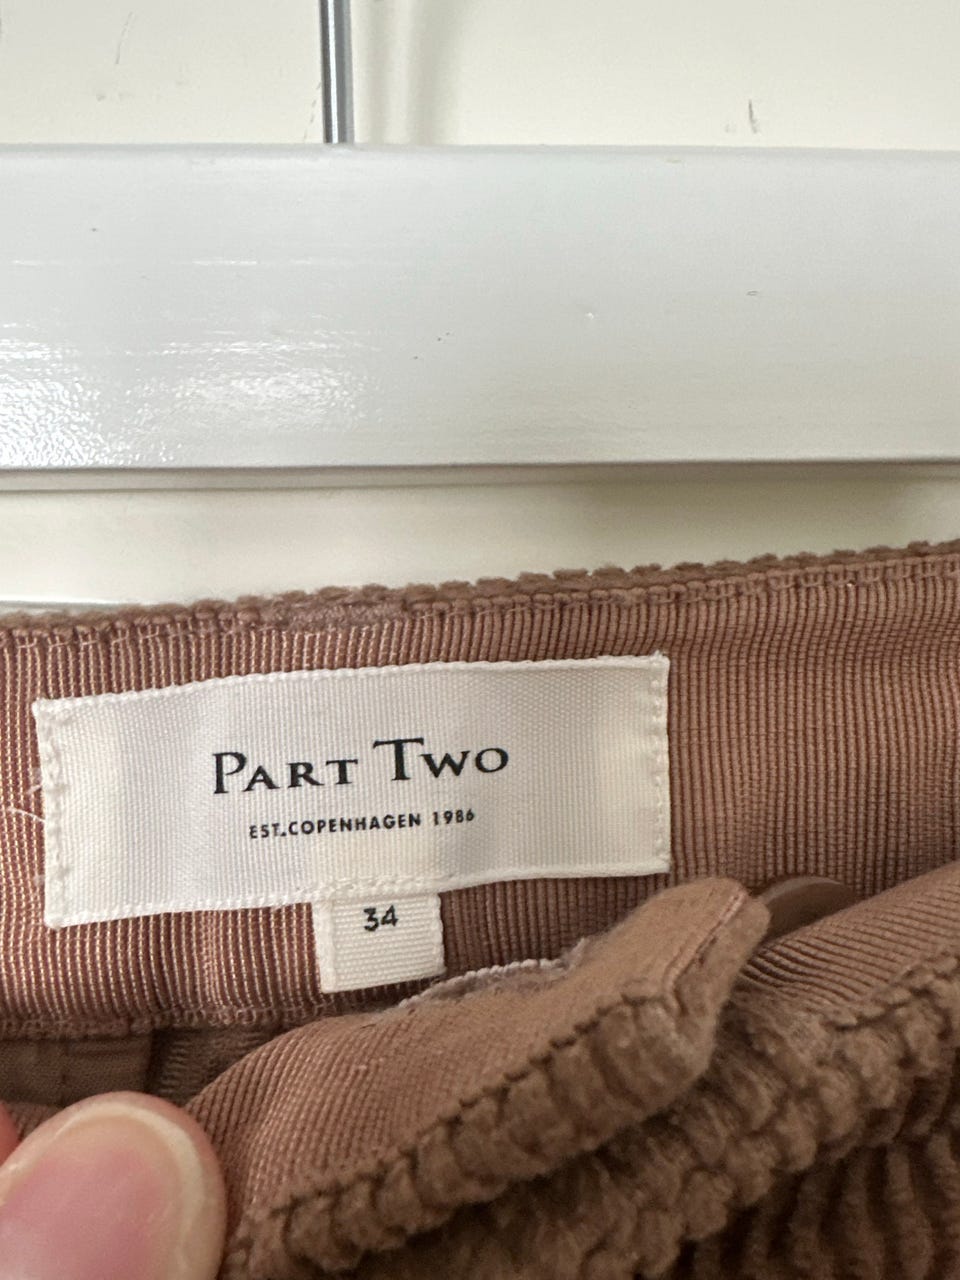 PART TWO
EST.COPENHAGEN 1986
34